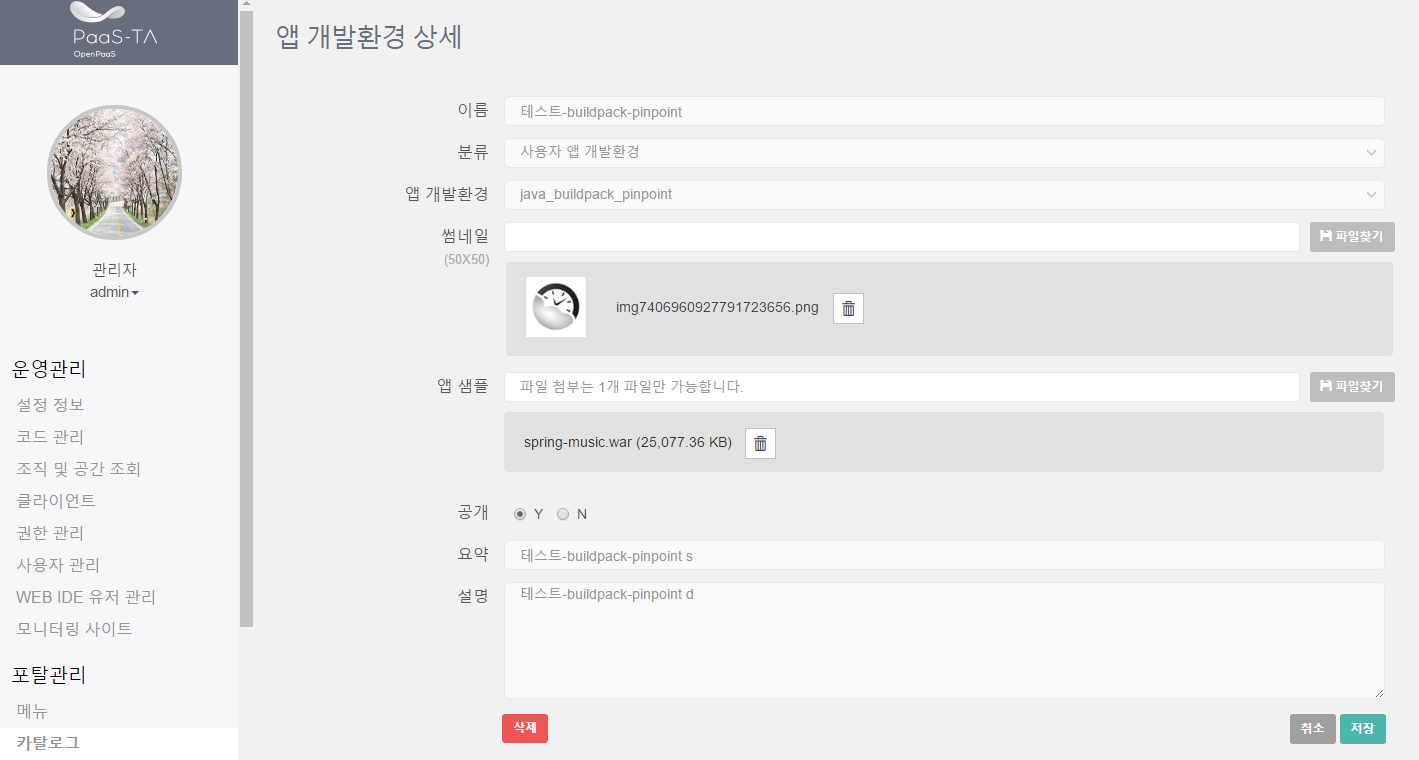 PaaS-TA
OpenPaaS
관리자
admin
운영관리
설정 정보
코드 관리
조직 및 공간 조회
클라이언트
권한 관리
사용자 관리
WEB IDE 유저 관리
모니터링 사이트
포탈관리
메뉴
카탈로그
앱 개발환경 상세
이름 테스트-buildpack-pinpoint
분류 사용자 앱 개발환경
앱 개발환경 java_buildpack_pinpoint
썸네일 파일찾기
(50X50)
img7406960927791723656.png
앱 샘플 파일 첨부는 1개 파일만 가능합니다. 파일찾기
spring-music.war (25,077.36 KB)
공개 Y N
요약 테스트-buildpack-pinpoint s
설명 테스트-buildpack-pinpoint d
삭제 취소 저장